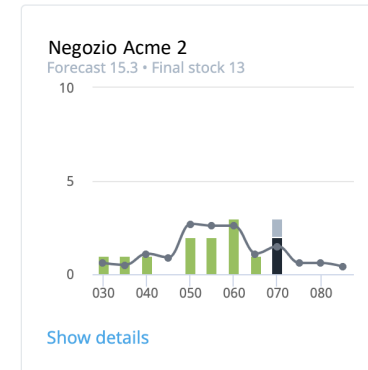 Negozio Acme 2
Forecast 15.3 • Final stock 13
10
5
0
030 040 050 060 070 080
Show details